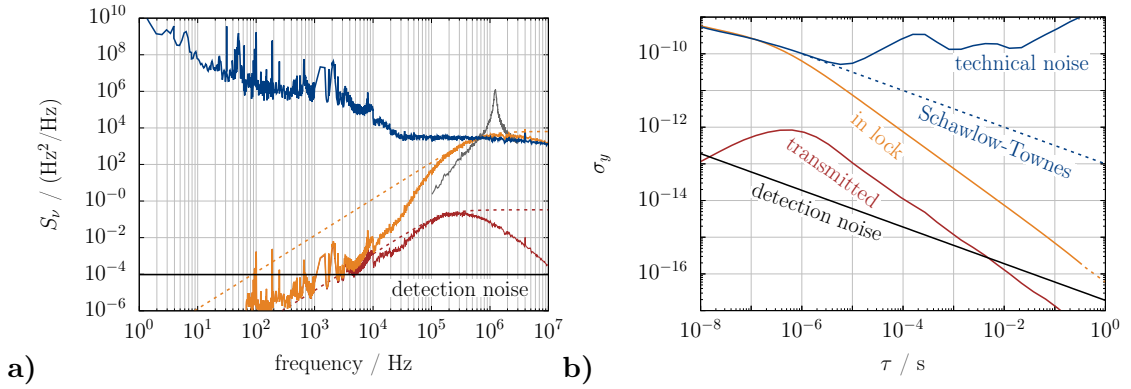 10^10
10^8
10^6
10^4
10^2
10^−0
10^−2
10^−4
10^−6
S_ν / (Hz^2/Hz)
detection noise
10^0 10^1 10^2 10^3 10^4 10^5 10^6 10^7
frequency / Hz
a)
10^−10
10^−12
10^−14
10^−16
σ_y
technical noise
Schawlow-Townes
in lock
transmitted
detection noise
10^−8 10^−6 10^−4 10^−2 10^0
τ / s
b)